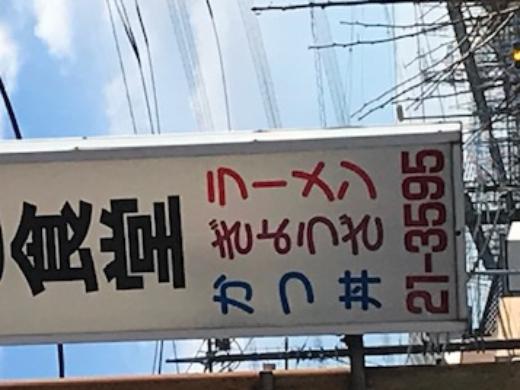 食堂
ラーメン
ぎょうざ
かつ丼
21-3595